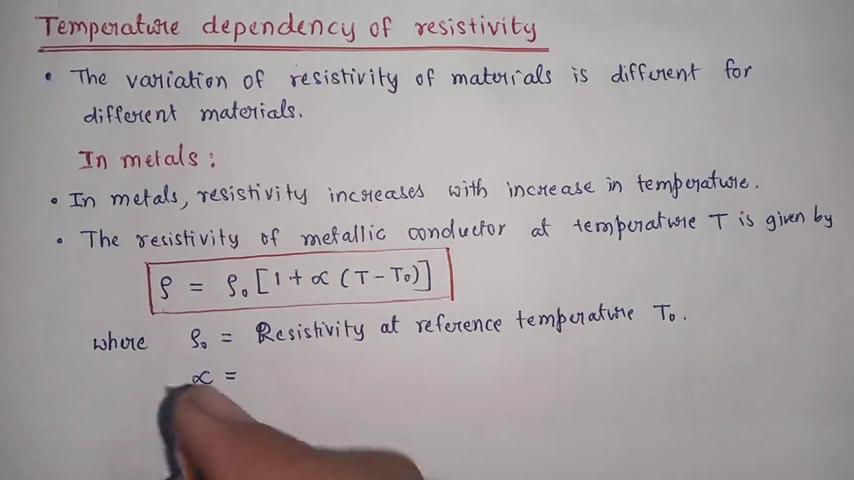 Temperature dependency of resistivity
• The variation of resistivity of materials is different for
different materials.
In metals:
• In metals, resistivity increases with increase in temperature.
• The resistivity of metallic conductor at temperature T is given by
ρ = ρ₀ [1 + α (T - T₀)]
where ρ₀ = Resistivity at reference temperature T₀.
α =